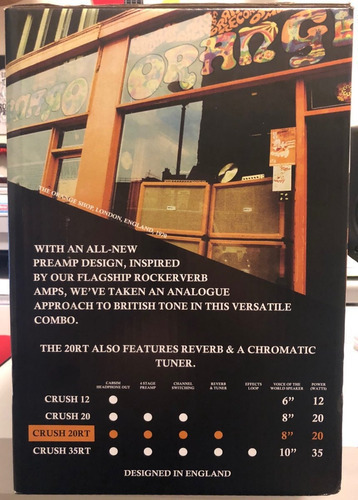 ORANGE
THE ORANGE SHOP, LONDON, ENGLAND, 1970
WITH AN ALL-NEW
PREAMP DESIGN, INSPIRED
BY OUR FLAGSHIP ROCKERVERB
AMPS, WE'VE TAKEN AN ANALOGUE
APPROACH TO BRITISH TONE IN THIS VERSATILE
COMBO.
THE 20RT ALSO FEATURES REVERB & A CHROMATIC
TUNER.
CABSIM HEADPHONE OUT 4 STAGE PREAMP CHANNEL SWITCHING REVERB & TUNER EFFECTS LOOP VOICE OF THE WORLD SPEAKER POWER (WATTS)
CRUSH 12 6" 12
CRUSH 20 8" 20
CRUSH 20RT 8" 20
CRUSH 35RT 10" 35
DESIGNED IN ENGLAND